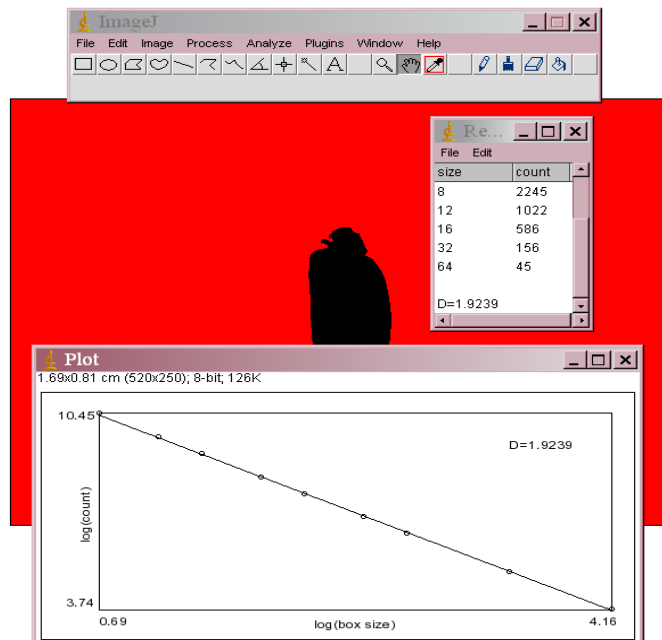 ImageJ
File Edit Image Process Analyze Plugins Window Help
A
Re...
File Edit
size count
8 2245
12 1022
16 586
32 156
64 45
D=1.9239
Plot
1.69x0.81 cm (520x250); 8-bit; 126K
10.45
D=1.9239
log(count)
3.74
0.69 log(box size) 4.16